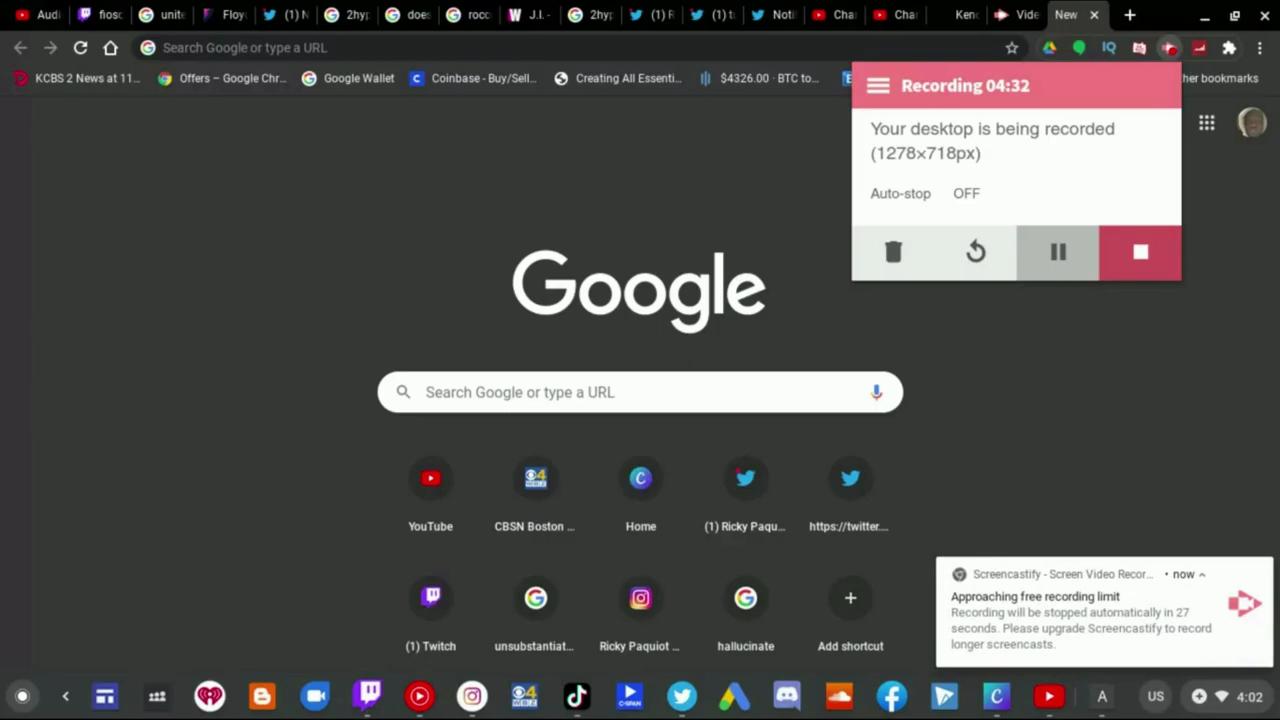 Audi
fiosc
unite
Floy
(1) N
2hyp
does
rocc
J.I. -
2hyp
(1) R
(1) t
Noti
Cha
Cha
Kenc
Vide
New
Search Google or type a URL
KCBS 2 News at 11...
Offers – Google Chr...
Google Wallet
Coinbase - Buy/Sell...
Creating All Essenti...
$4326.00 · BTC to...
her bookmarks
Recording 04:32
Your desktop is being recorded
(1278×718px)
Auto-stop OFF
Google
Search Google or type a URL
YouTube
CBSN Boston ...
Home
(1) Ricky Paqu...
https://twitter....
(1) Twitch
unsubstantiat...
Ricky Paquiot ...
hallucinate
Add shortcut
Screencastify - Screen Video Recor... • now
Approaching free recording limit
Recording will be stopped automatically in 27
seconds. Please upgrade Screencastify to record
longer screencasts.
A
US
4:02